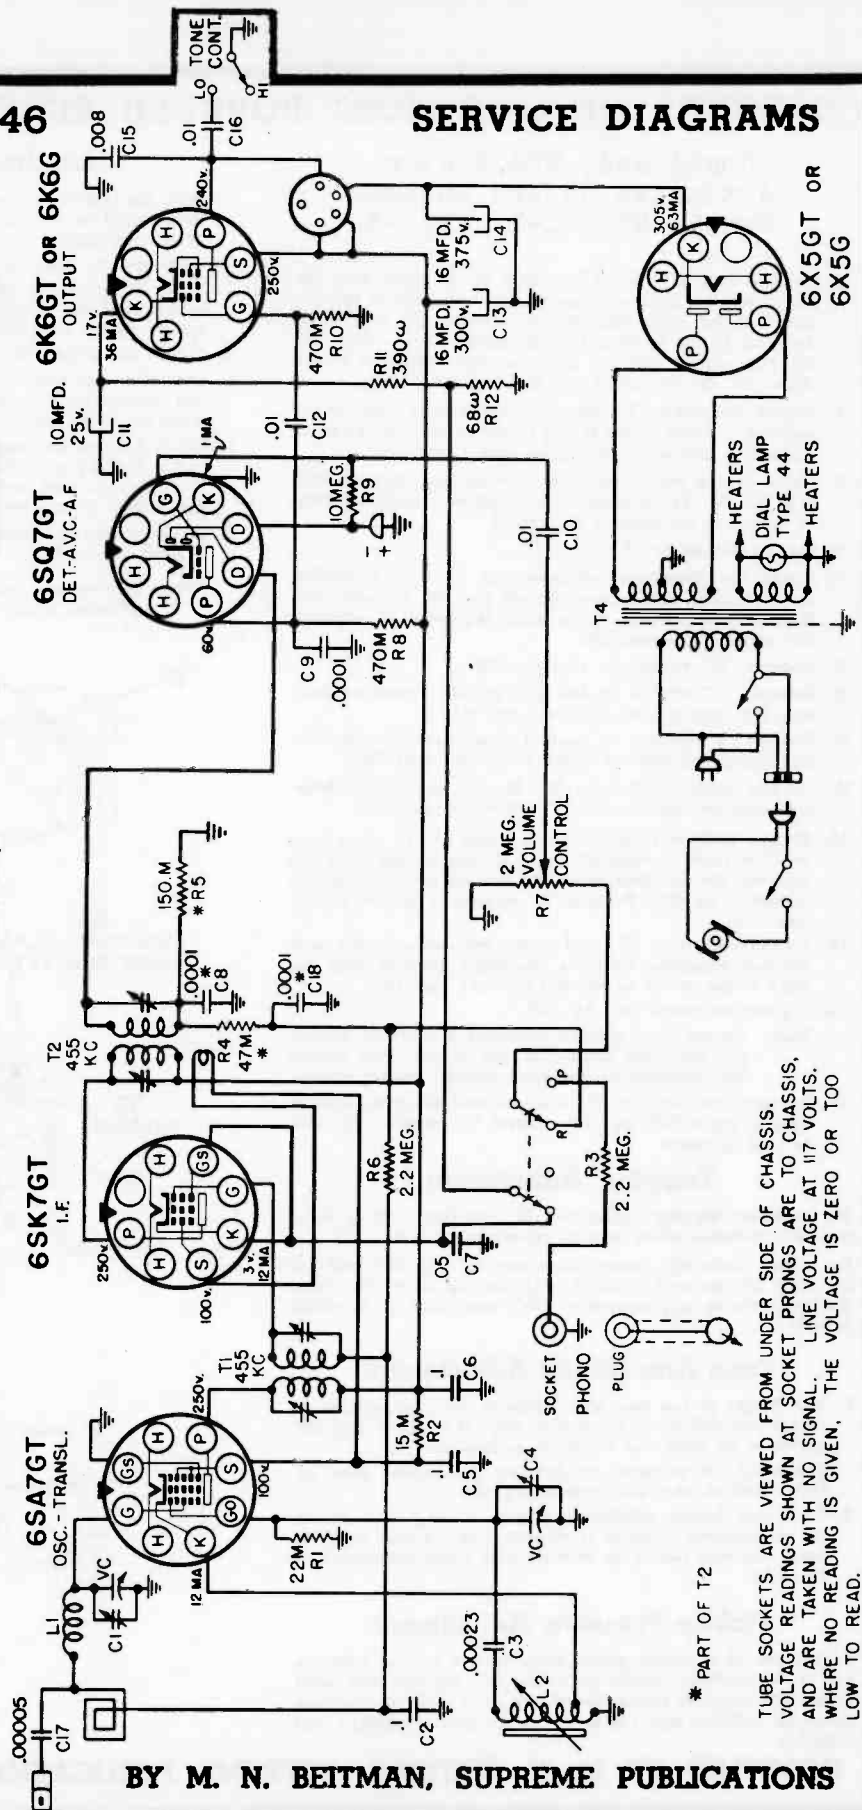 46
SERVICE DIAGRAMS
TONE
CONT.
LO
HI
.01
C16
.008
C15
240v.
6K6GT OR 6K6G
OUTPUT
H
P
K
S
H
G
17v.
36 MA
250v.
10 MFD.
25v.
C11
470M
R10
R11
390ω
68ω
R12
16 MFD.
375v.
C14
16 MFD.
300v.
C13
305v.
63MA
6X5GT OR
6X5G
K
H
H
P
P
6SQ7GT
DET.-A.V.C.-A.F.
1 MA
G
K
H
D
H
P
D
60v.
.01
C12
10MEG.
R9
- +
C9
.0001
470M
R8
.01
C10
T4
HEATERS
DIAL LAMP
TYPE 44
HEATERS
2 MEG.
VOLUME
CONTROL
R7
150.M
*R5
.0001
*
C8
.0001
*
C18
R4
47M
*
T2
455
KC
6SK7GT
I.F.
H
GS
P
G
H
S
K
250v.
100v.
3v.
12 MA
R6
2.2 MEG.
R
P
R3
2.2 MEG.
.05
C7
SOCKET
PHONO
PLUG
T1
455
KC
6SA7GT
OSC.-TRANSL.
H
GS
P
G
S
H
GO
K
250v.
100v.
12 MA
15 M
R2
.1
C6
.1
C5
22M
R1
C4
VC
L1
VC
C1
.00005
C17
.1
C2
.00023
C3
L2
* PART OF T2
TUBE SOCKETS ARE VIEWED FROM UNDER SIDE OF CHASSIS.
VOLTAGE READINGS SHOWN AT SOCKET PRONGS ARE TO CHASSIS,
AND ARE TAKEN WITH NO SIGNAL. LINE VOLTAGE AT 117 VOLTS.
WHERE NO READING IS GIVEN, THE VOLTAGE IS ZERO OR TOO
LOW TO READ.
BY M. N. BEITMAN, SUPREME PUBLICATIONS